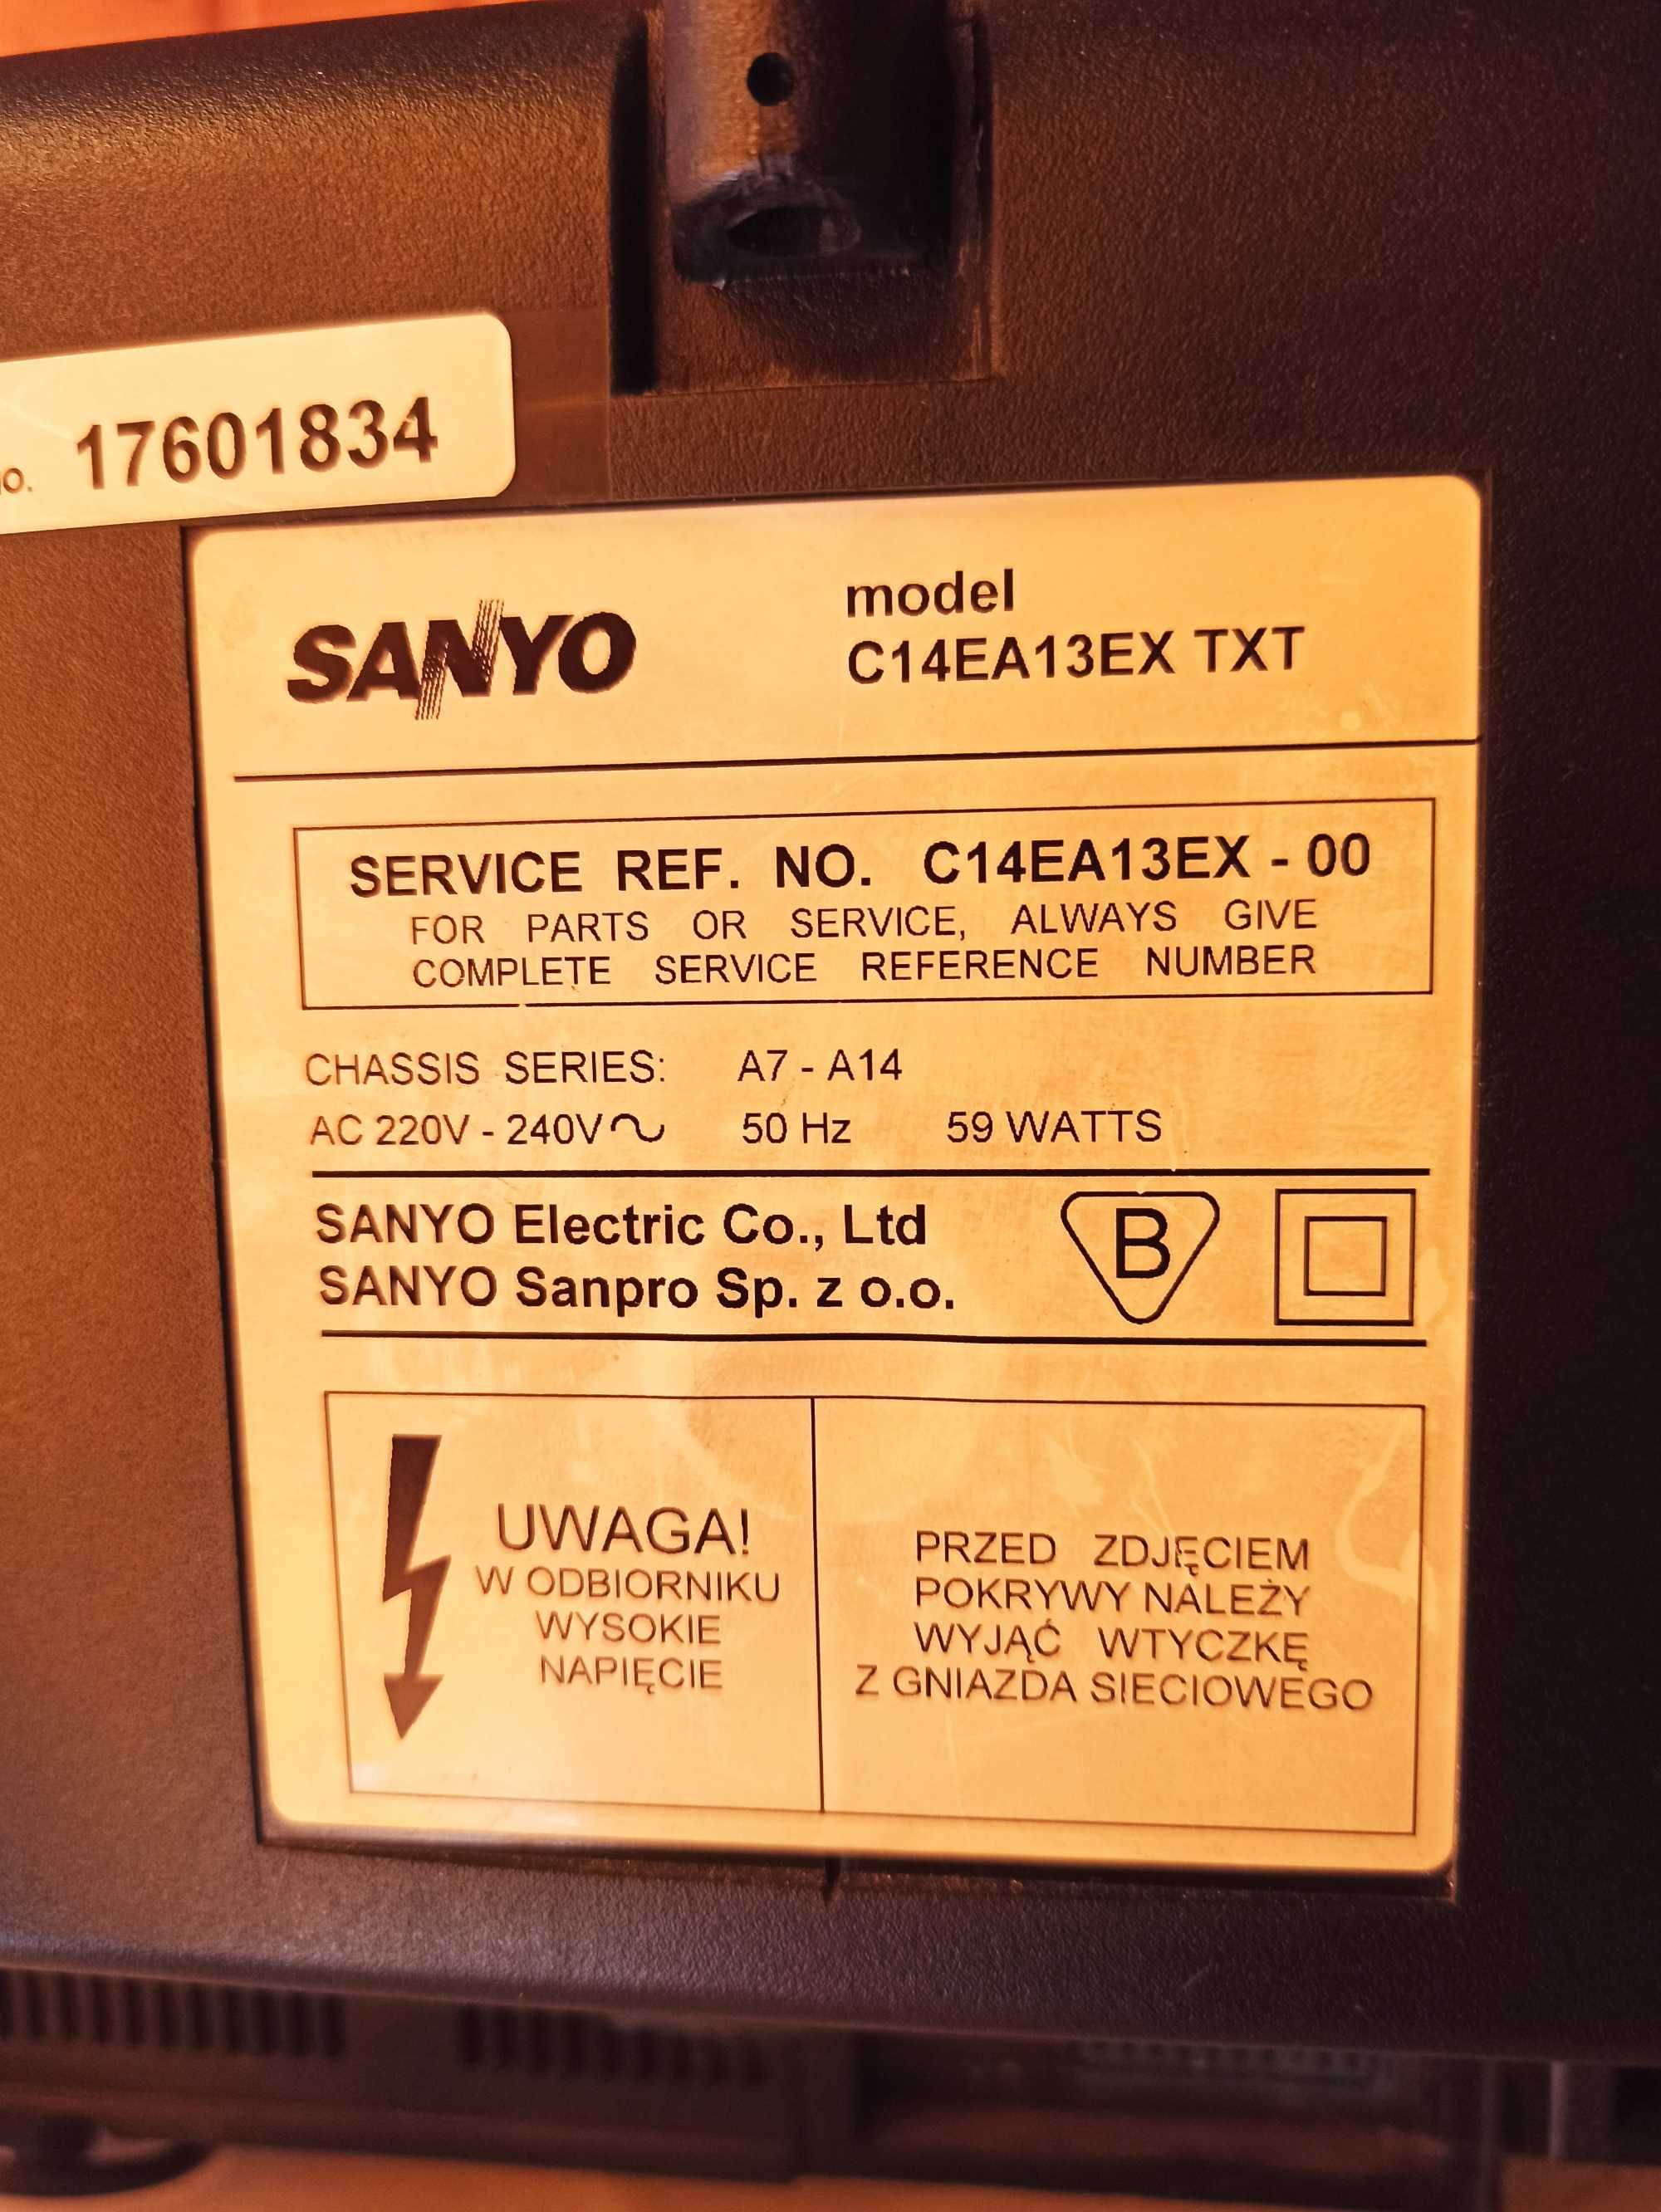 17601834
SANYO
model
C14EA13EX TXT
SERVICE REF. NO. C14EA13EX - 00
FOR PARTS OR SERVICE, ALWAYS GIVE
COMPLETE SERVICE REFERENCE NUMBER
CHASSIS SERIES: A7 - A14
AC 220V - 240V∿ 50 Hz 59 WATTS
SANYO Electric Co., Ltd
SANYO Sanpro Sp. z o.o.
B
UWAGA!
W ODBIORNIKU
WYSOKIE
NAPIĘCIE
PRZED ZDJĘCIEM
POKRYWY NALEŻY
WYJĄĆ WTYCZKĘ
Z GNIAZDA SIECIOWEGO